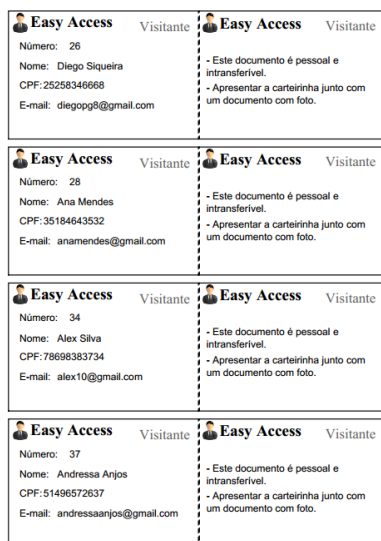 Easy Access Visitante
Número: 26
Nome: Diego Siqueira
CPF:25258346668
E-mail: diegopg8@gmail.com
Easy Access Visitante
- Este documento é pessoal e
intransferível.
- Apresentar a carteirinha junto com
um documento com foto.
Easy Access Visitante
Número: 28
Nome: Ana Mendes
CPF:35184643532
E-mail: anamendes@gmail.com
Easy Access Visitante
- Este documento é pessoal e
intransferível.
- Apresentar a carteirinha junto com
um documento com foto.
Easy Access Visitante
Número: 34
Nome: Alex Silva
CPF:78698383734
E-mail: alex10@gmail.com
Easy Access Visitante
- Este documento é pessoal e
intransferível.
- Apresentar a carteirinha junto com
um documento com foto.
Easy Access Visitante
Número: 37
Nome: Andressa Anjos
CPF:51496572637
E-mail: andressaanjos@gmail.com
Easy Access Visitante
- Este documento é pessoal e
intransferível.
- Apresentar a carteirinha junto com
um documento com foto.